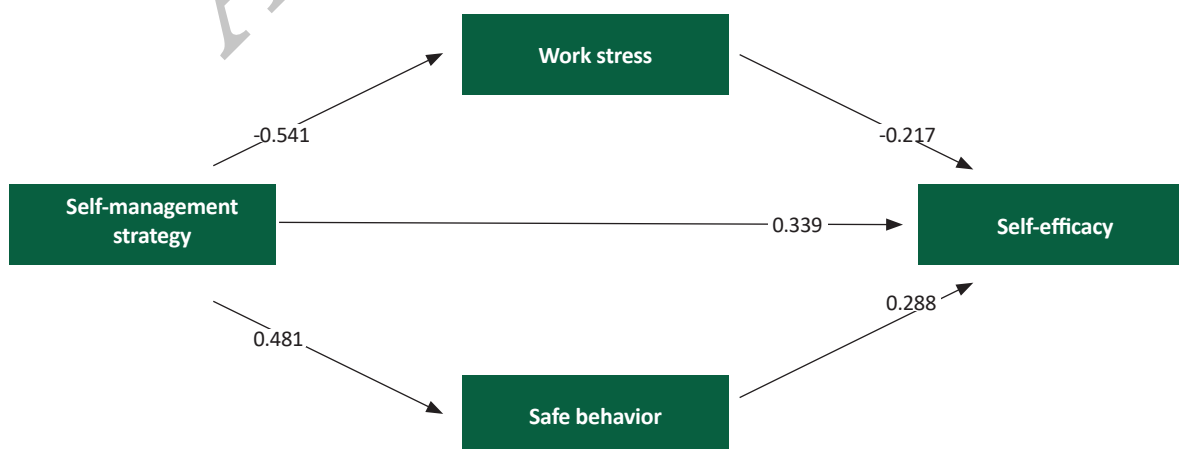 Work stress
-0.541
-0.217
Self-management
strategy
0.339
Self-efficacy
0.481
0.288
Safe behavior